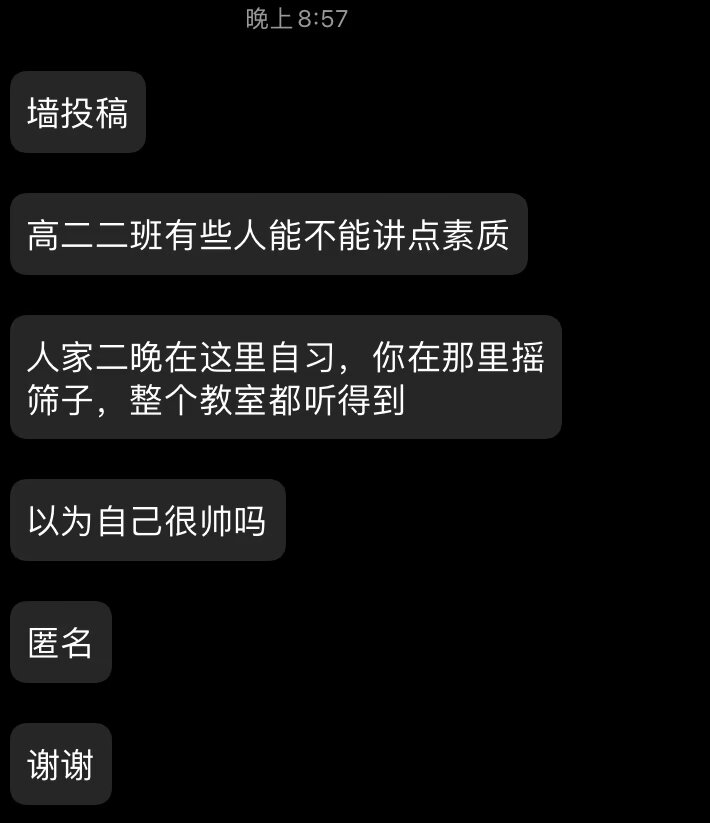 晚上 8:57
墙投稿
高二二班有些人能不能讲点素质
人家二晚在这里自习，你在那里摇
筛子，整个教室都听得到
以为自己很帅吗
匿名
谢谢